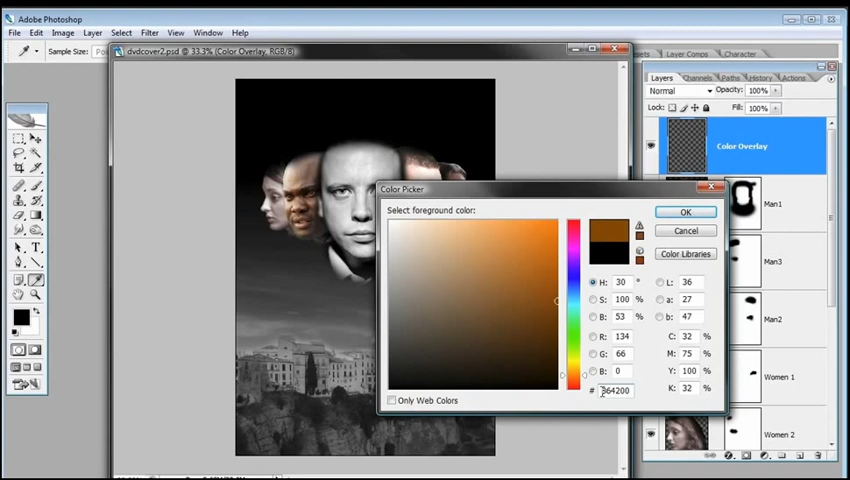 Adobe Photoshop
File Edit Image Layer Select Filter View Window Help
Sample Size:
dvdcover2.psd @ 33.3% (Color Overlay, RGB/8)
Layer Comps Character
Layers Channels Paths History Actions
Normal Opacity: 100%
Lock: Fill: 100%
Color Overlay
Man1
Man3
Man2
Women 1
Women 2
Color Picker
Select foreground color:
OK
Cancel
Color Libraries
H: 30 ° L: 36
S: 100 % a: 27
B: 53 % b: 47
R: 134 C: 32 %
G: 66 M: 75 %
B: 0 Y: 100 %
# 864200 K: 32 %
Only Web Colors